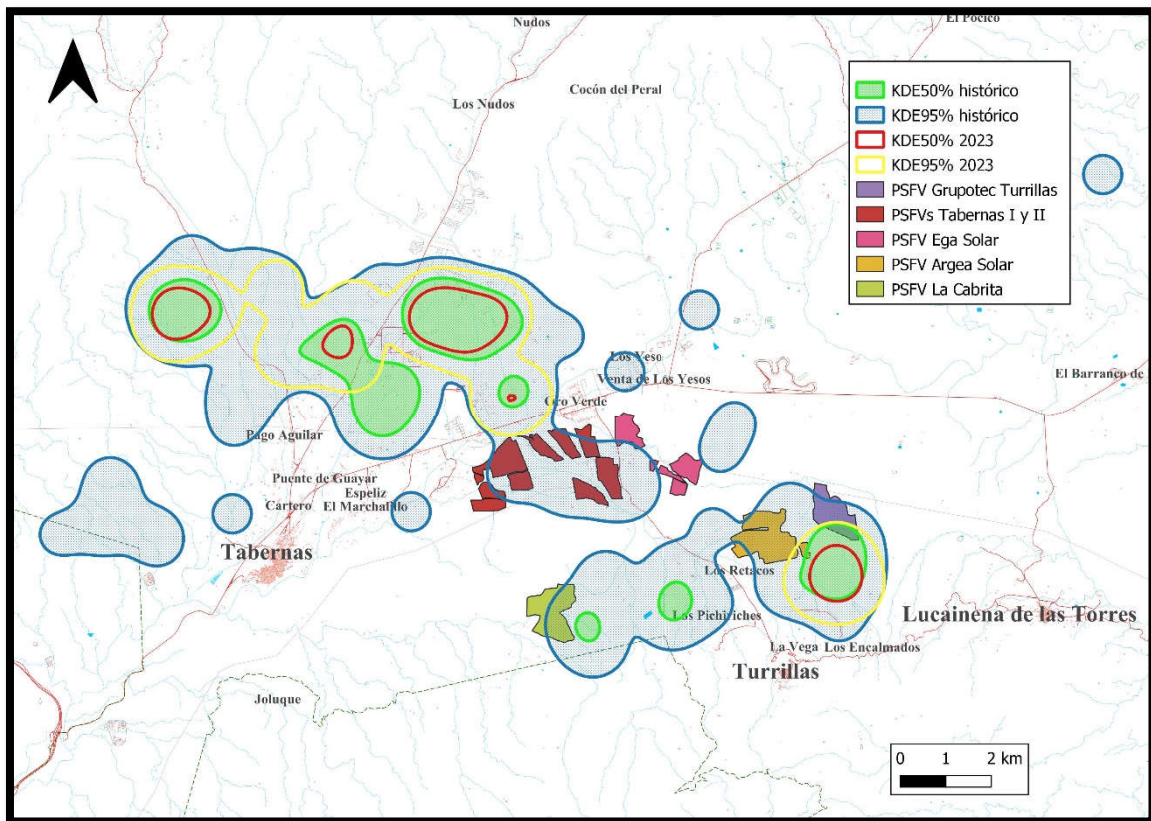 Nudos
El Pocico
Cocón del Peral
Los Nudos
KDE50% histórico
KDE95% histórico
KDE50% 2023
KDE95% 2023
PSFV Grupotec Turrillas
PSFVs Tabernas I y II
PSFV Ega Solar
PSFV Argea Solar
PSFV La Cabrita
Los Yeso
Venta de Los Yesos
El Barranco de
Oro Verde
Pago Aguilar
Puente de Guayar
Espeliz
Cartero
El Marchalillo
Tabernas
Los Retacos
Los Pichiriches
Lucainena de las Torres
La Vega
Los Encalmados
Turrillas
Joluque
0 1 2 km